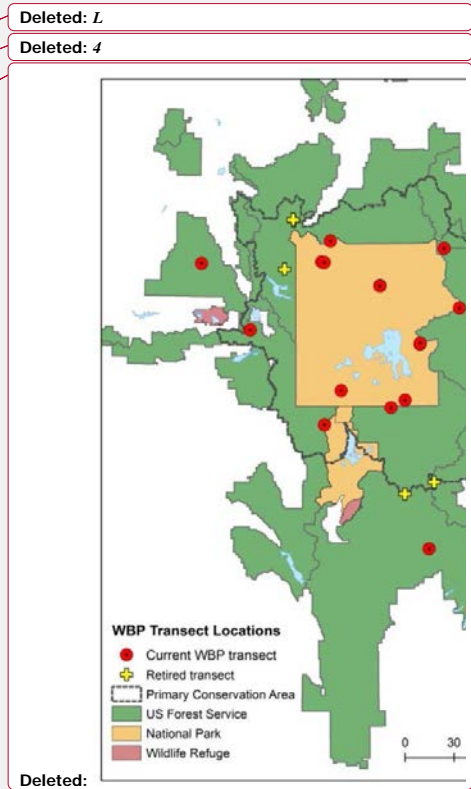 Deleted: L
Deleted: 4
WBP Transect Locations
Current WBP transect
Retired transect
Primary Conservation Area
US Forest Service
National Park
Wildlife Refuge
0 30
Deleted: